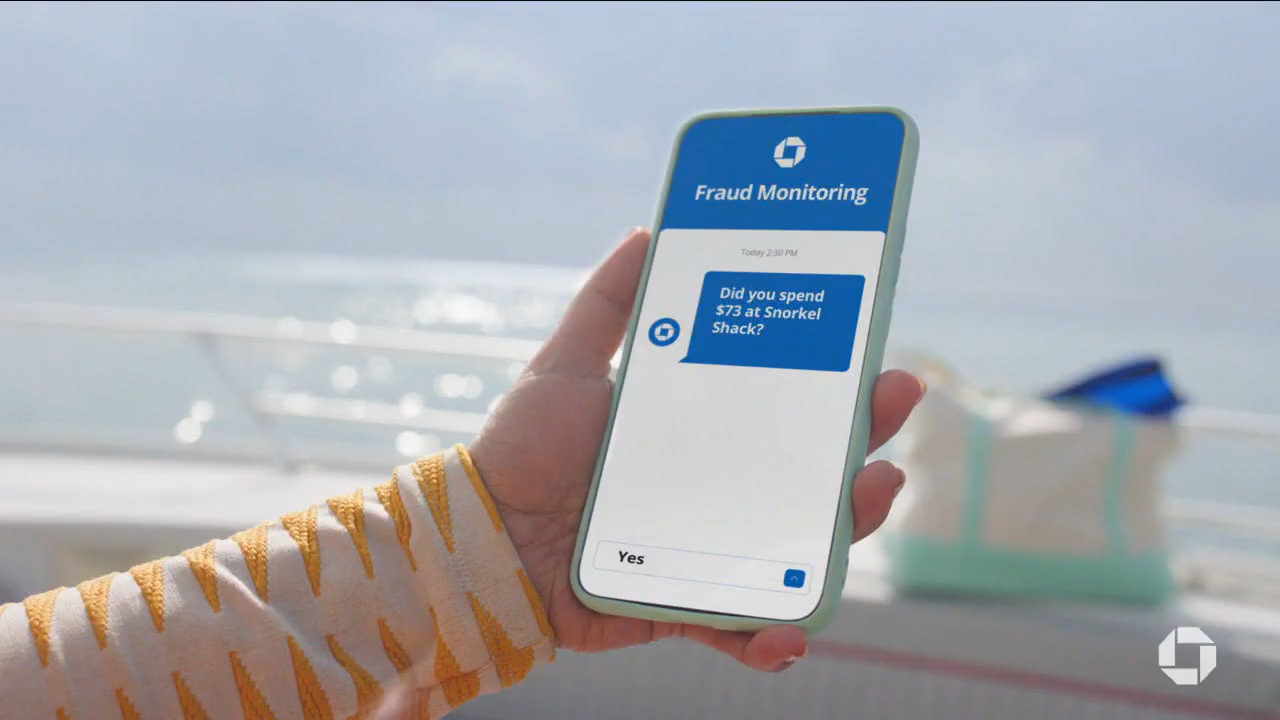 Fraud Monitoring
Today 2:30 PM
Did you spend
$73 at Snorkel
Shack?
Yes